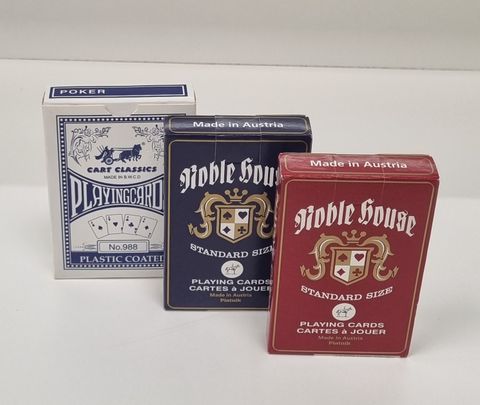 POKER
CART CLASSICS
MADE IN B.W.C.D
PLAYINGCARD
No.988
PLASTIC COATED
Made in Austria
Noble House
STANDARD SIZE
PLAYING CARDS
CARTES à JOUER
Made in Austria
Piatnik
Made in Austria
Noble House
STANDARD SIZE
PLAYING CARDS
CARTES à JOUER
Made in Austria
Piatnik